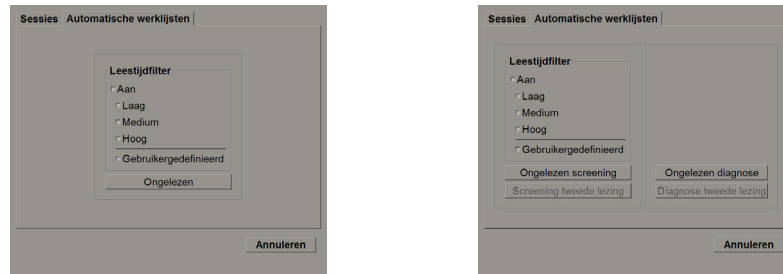 Sessies Automatische werklijsten
Leestijdfilter
Aan
Laag
Medium
Hoog
Gebruikergedefinieerd
Ongelezen
Annuleren
Sessies Automatische werklijsten
Leestijdfilter
Aan
Laag
Medium
Hoog
Gebruikergedefinieerd
Ongelezen screening Ongelezen diagnose
Screening tweede lezing Diagnose tweede lezing
Annuleren